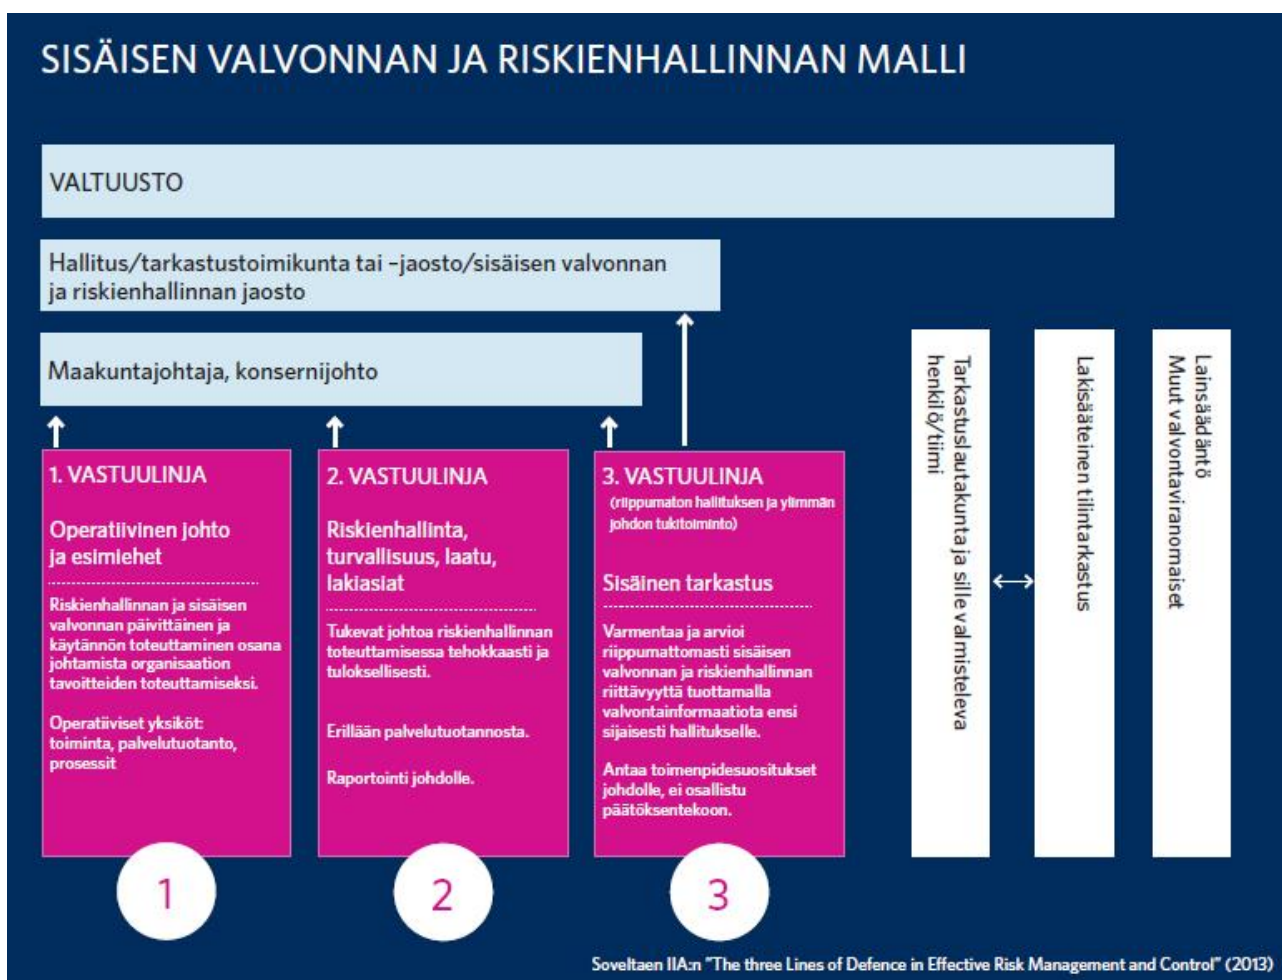 SISÄISEN VALVONNAN JA RISKIENHALLINNAN MALLI
VALTUUSTO
Hallitus/tarkastustoimikunta tai –jaosto/sisäisen valvonnan
ja riskienhallinnan jaosto
Maakuntajohtaja, konsernijohto
1. VASTUULINJA
Operatiivinen johto
ja esimiehet
Riskienhallinnan ja sisäisen
valvonnan päivittäinen ja
käytännön toteuttaminen osana
johtamista organisaation
tavoitteiden toteuttamiseksi.
Operatiiviset yksiköt:
toiminta, palvelutuotanto,
prosessit
1
2. VASTUULINJA
Riskienhallinta,
turvallisuus, laatu,
lakiasiat
Tukevat johtoa riskienhallinnan
toteuttamisessa tehokkaasti ja
tuloksellisesti.
Erillään palvelutuotannosta.
Raportointi johdolle.
2
3. VASTUULINJA
(riippumaton hallituksen ja ylimmän
johdon tukitoiminto)
Sisäinen tarkastus
Varmentaa ja arvioi
riippumattomasti sisäisen
valvonnan ja riskienhallinnan
riittävyyttä tuottamalla
valvontainformaatiota ensi
sijaisesti hallitukselle.
Antaa toimenpidesuositukset
johdolle, ei osallistu
päätöksentekoon.
3
Tarkastuslautakunta ja sille valmisteleva
henkilö/tiimi
Lakisääteinen tilintarkastus
Lainsäädäntö
Muut valvontaviranomaiset
Soveltaen IIA:n "The three Lines of Defence in Effective Risk Management and Control" (2013)